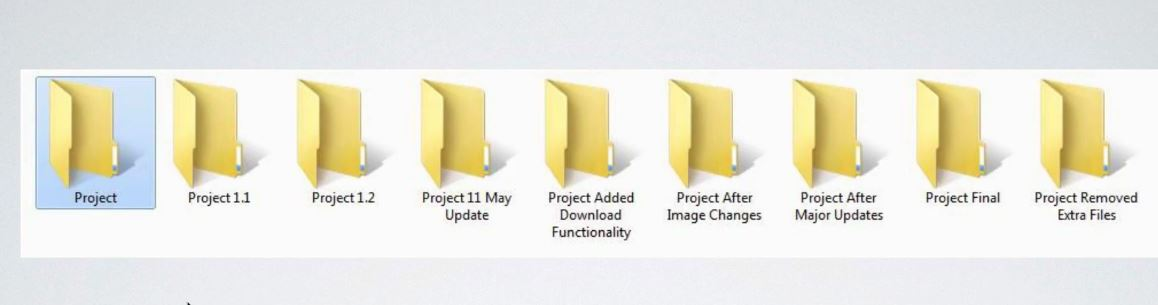 Project
Project 1.1
Project 1.2
Project 11 May
Update
Project Added
Download
Functionality
Project After
Image Changes
Project After
Major Updates
Project Final
Project Removed
Extra Files